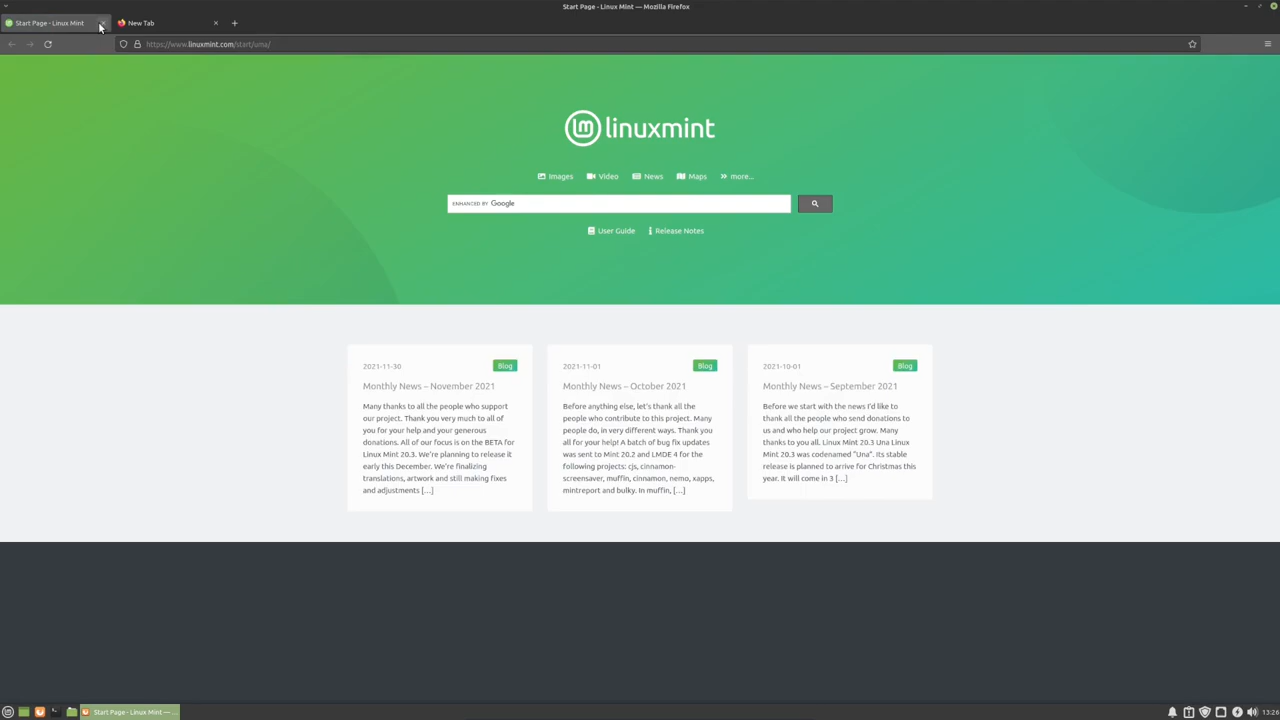 Start Page - Linux Mint — Mozilla Firefox
Start Page - Linux Mint
New Tab
https://www.linuxmint.com/start/uma/
linuxmint
Images Video News Maps more...
ENHANCED BY Google
User Guide Release Notes
2021-11-30 Blog
Monthly News – November 2021
Many thanks to all the people who support
our project. Thank you very much to all of
you for your help and your generous
donations. All of our focus is on the BETA for
Linux Mint 20.3. We're planning to release it
early this December. We're finalizing
translations, artwork and still making fixes
and adjustments [...]
2021-11-01 Blog
Monthly News – October 2021
Before anything else, let's thank all the
people who contribute to this project. Many
people do, in very different ways. Thank you
all for your help! A batch of bug fix updates
was sent to Mint 20.2 and LMDE 4 for the
following projects: cjs, cinnamon-
screensaver, muffin, cinnamon, nemo, xapps,
mintreport and bulky. In muffin, [...]
2021-10-01 Blog
Monthly News – September 2021
Before we start with the news I'd like to
thank all the people who send donations to
us and who help our project grow. Many
thanks to you all. Linux Mint 20.3 Una Linux
Mint 20.3 was codenamed "Una". Its stable
release is planned to arrive for Christmas this
year. It will come in 3 [...]
Start Page - Linux Mint — ...
13:26